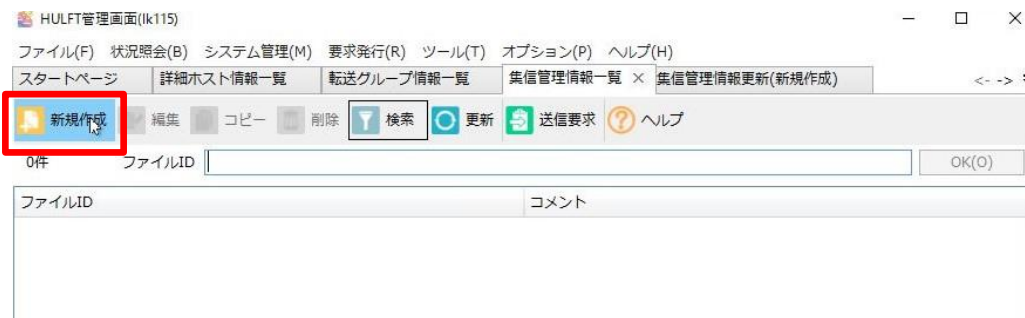 HULFT管理画面(lk115)
ファイル(F) 状況照会(B) システム管理(M) 要求発行(R) ツール(T) オプション(P) ヘルプ(H)
スタートページ 詳細ホスト情報一覧 転送グループ情報一覧 集信管理情報一覧 × 集信管理情報更新(新規作成) <- ->
新規作成 編集 コピー 削除 検索 更新 送信要求 ヘルプ
0件 ファイルID OK(O)
ファイルID コメント